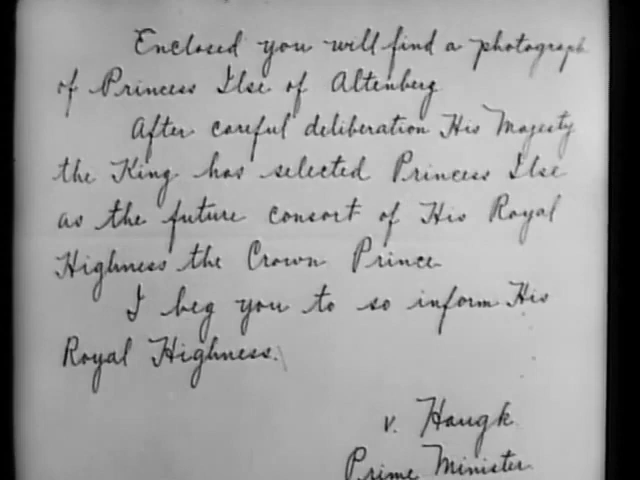 Enclosed you will find a photograph
of Princess Ilse of Altenberg
After careful deliberation His Majesty
the King has selected Princess Ilse
as the future consort of His Royal
Highness the Crown Prince
I beg you to so inform His
Royal Highness.
v. Haugk
Prime Minister